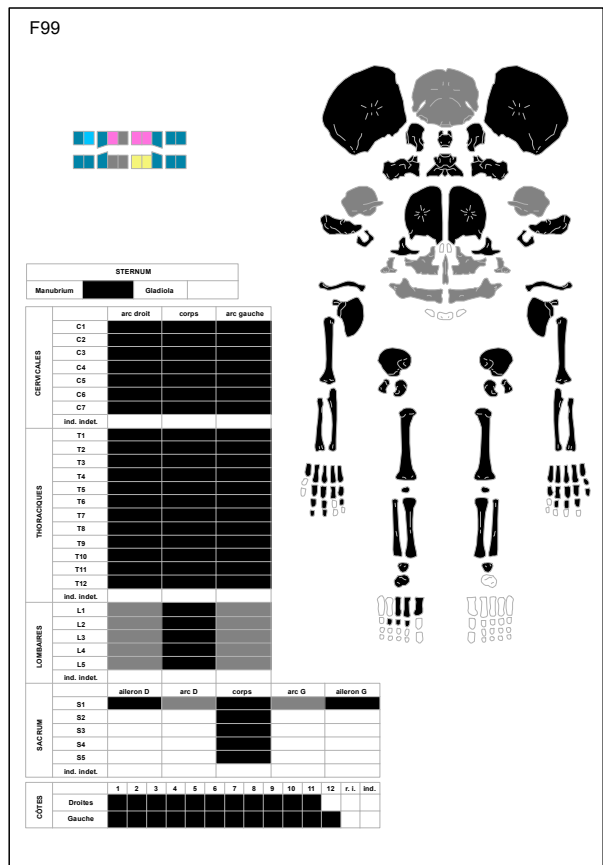 F99
STERNUM
Manubrium Gladiola
arc droit corps arc gauche
CERVICALES
C1
C2
C3
C4
C5
C6
C7
ind. indet.
THORACIQUES
T1
T2
T3
T4
T5
T6
T7
T8
T9
T10
T11
T12
ind. indet.
LOMBAIRES
L1
L2
L3
L4
L5
ind. indet.
aileron D arc D corps arc G aileron G
SACRUM
S1
S2
S3
S4
S5
ind. indet.
CÔTES
1 2 3 4 5 6 7 8 9 10 11 12 r. i. ind.
Droites
Gauche